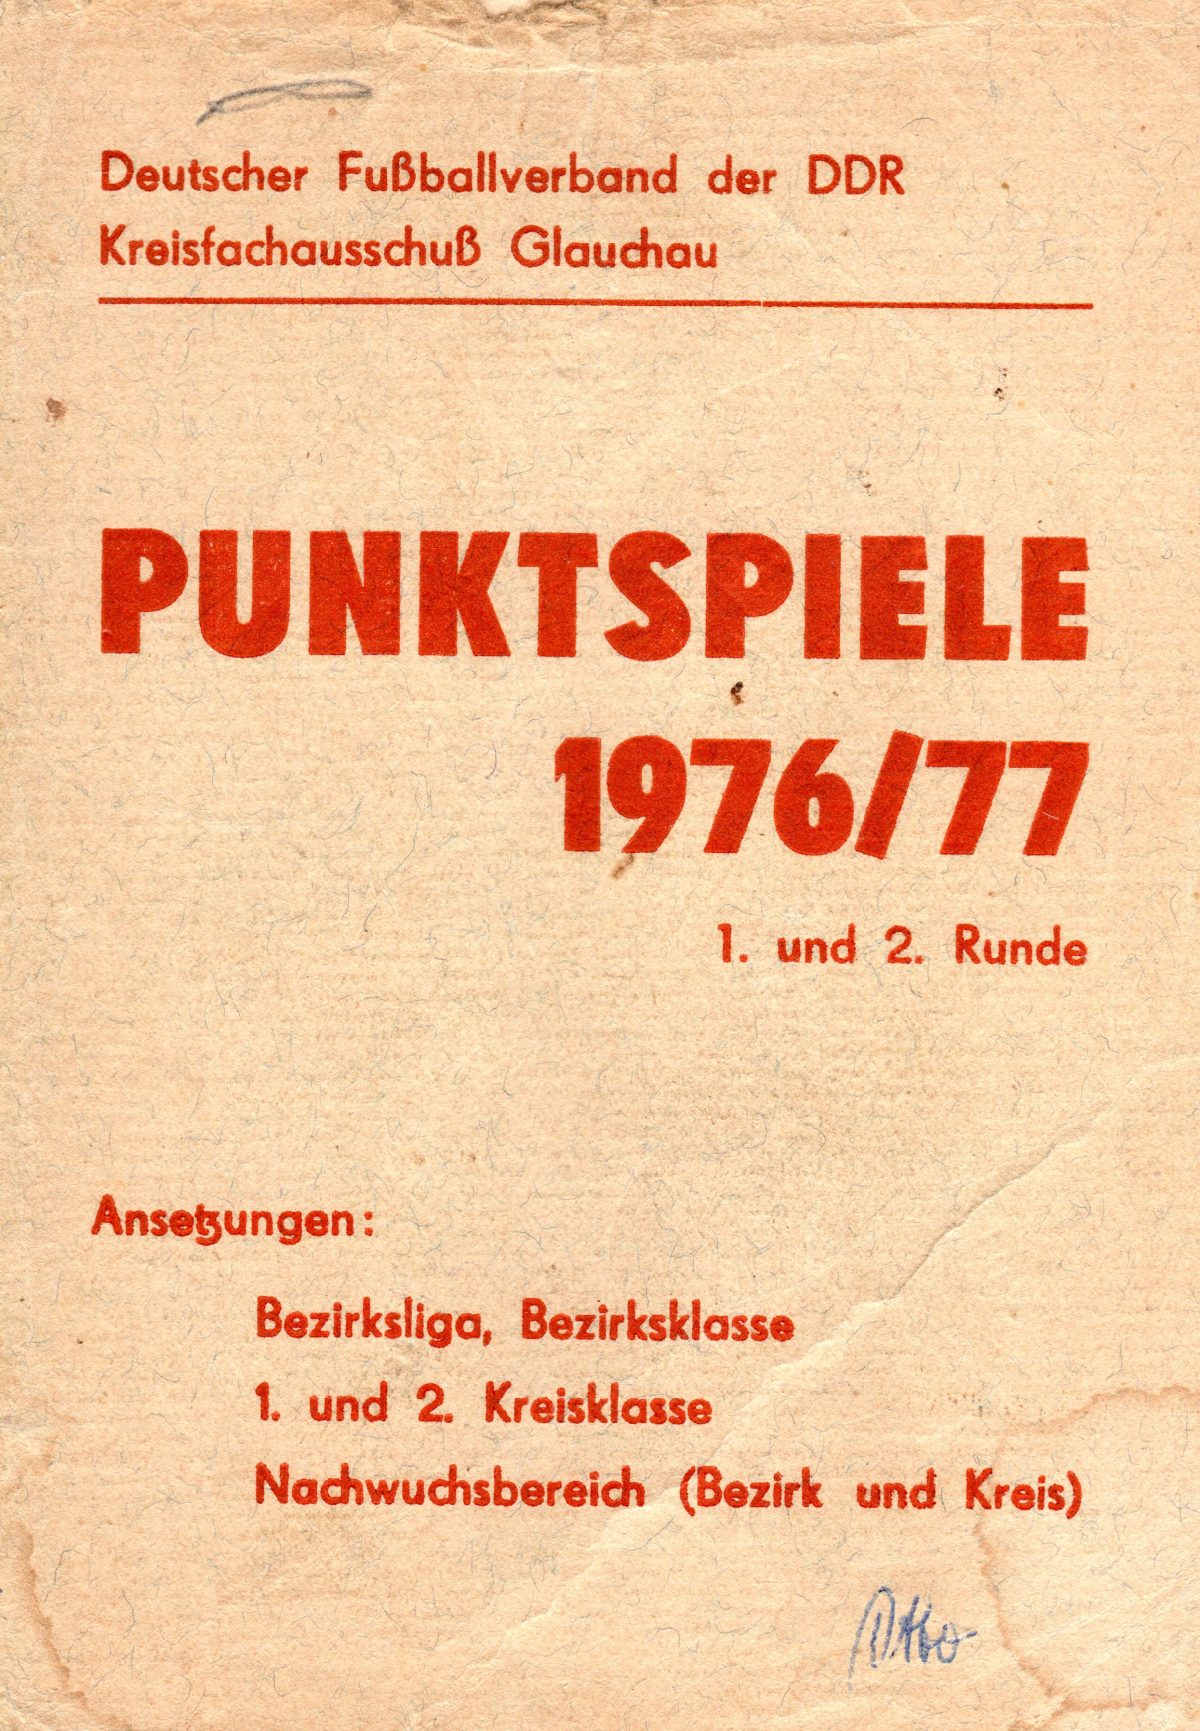 Deutscher Fußballverband der DDR
Kreisfachausschuß Glauchau
PUNKTSPIELE
1976/77
1. und 2. Runde
Ansetzungen:
Bezirksliga, Bezirksklasse
1. und 2. Kreisklasse
Nachwuchsbereich (Bezirk und Kreis)